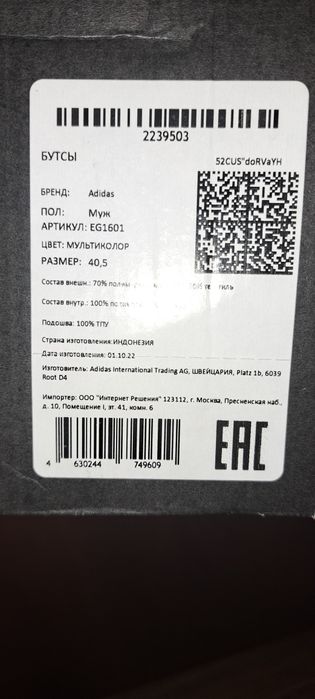 2239503
БУТСЫ
52CUS"doRVaYH
БРЕНД: Adidas
ПОЛ: Муж
АРТИКУЛ: EG1601
ЦВЕТ: МУЛЬТИКОЛОР
РАЗМЕР: 40,5
Состав внешн.: 70%
Состав внутр.: 100%
Подошва: 100% ТПУ
Страна изготовления: ИНДОНЕЗИЯ
Дата изготовления: 01.10.22
Изготовитель: Adidas International Trading AG, ШВЕЙЦАРИЯ, Platz 1b, 6039
Root D4
Импортер: ООО "Интернет Решения" 123112, г. Москва, Пресненская наб.,
д. 10, Помещение I, эт. 41, комн. 6
EAC
4 630244 749609